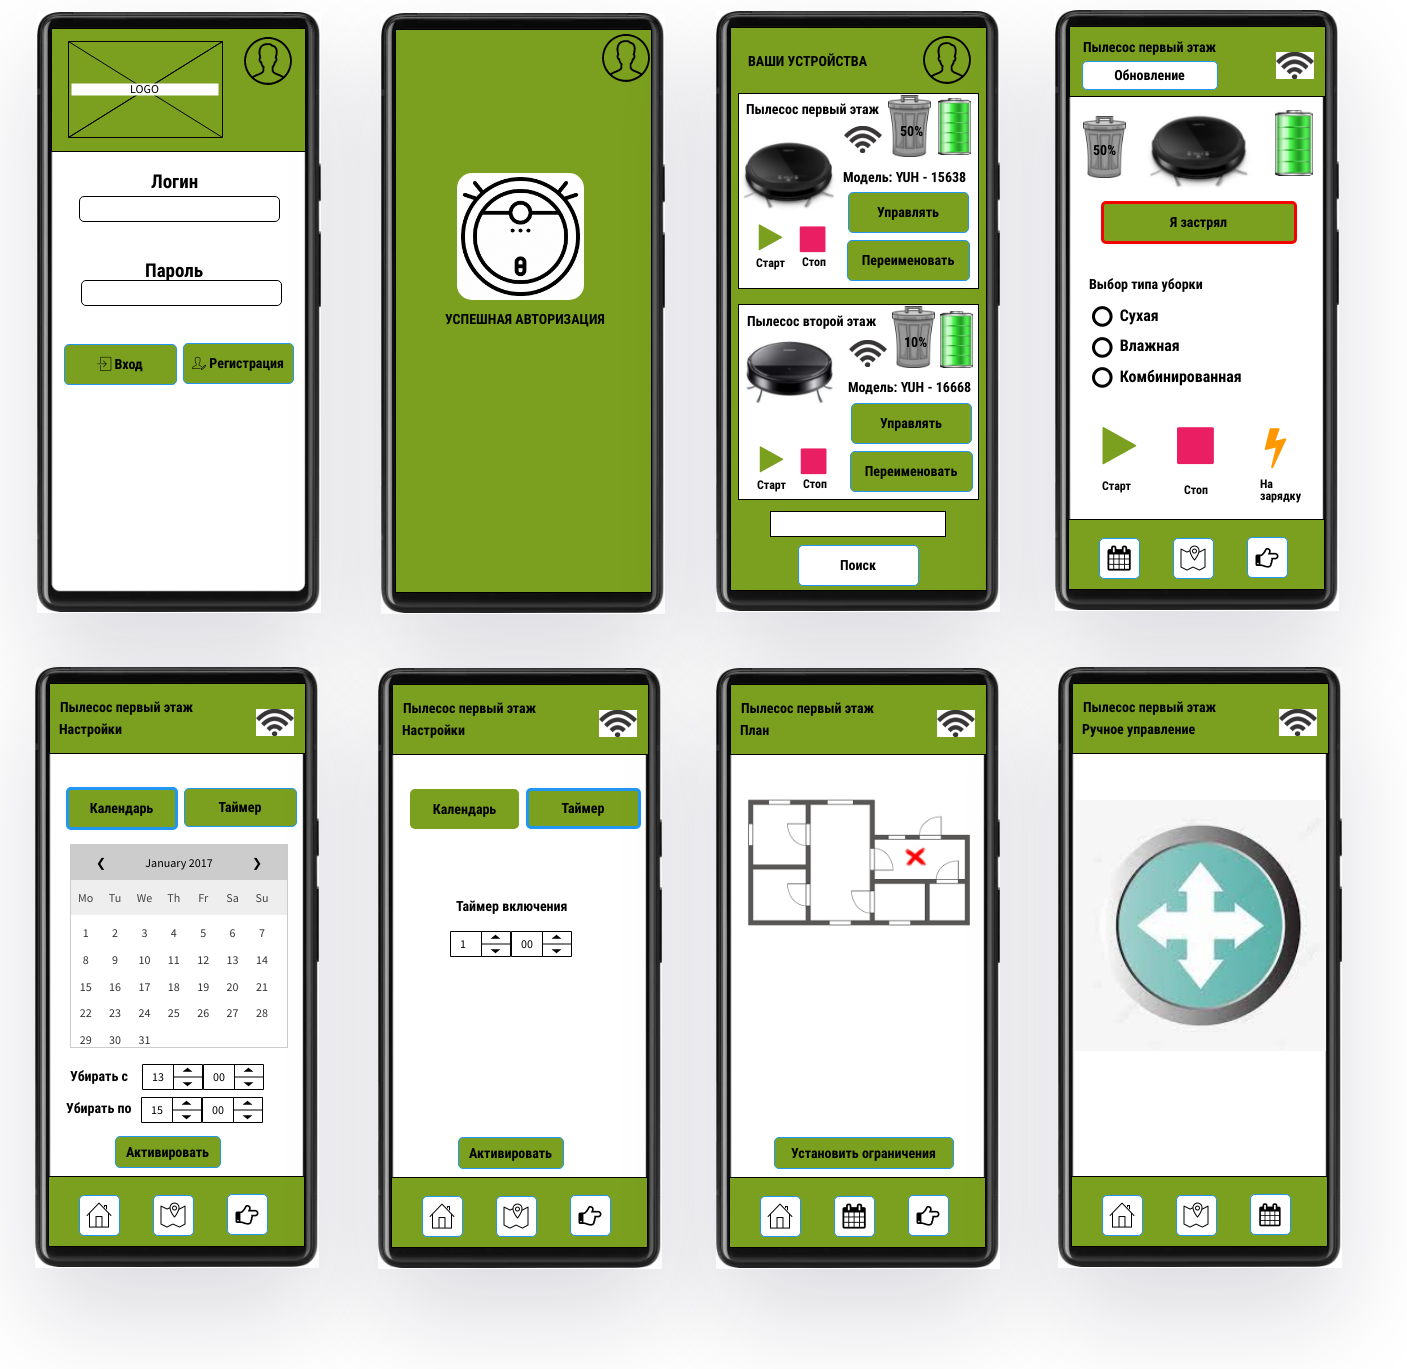 LOGO
Логин
Пароль
Вход
Регистрация
УСПЕШНАЯ АВТОРИЗАЦИЯ
ВАШИ УСТРОЙСТВА
Пылесос первый этаж
50%
Модель: YUH - 15638
Управлять
Переименовать
Старт
Стоп
Пылесос второй этаж
10%
Модель: YUH - 16668
Управлять
Переименовать
Старт
Стоп
Поиск
Пылесос первый этаж
Обновление
50%
Я застрял
Выбор типа уборки
Сухая
Влажная
Комбинированная
Старт
Стоп
На
зарядку
Пылесос первый этаж
Настройки
Календарь
Таймер
❮ January 2017 ❯
Mo Tu We Th Fr Sa Su
1 2 3 4 5 6 7
8 9 10 11 12 13 14
15 16 17 18 19 20 21
22 23 24 25 26 27 28
29 30 31
Убирать с 13 00
Убирать по 15 00
Активировать
Пылесос первый этаж
Настройки
Календарь
Таймер
Таймер включения
1 00
Активировать
Пылесос первый этаж
План
Установить ограничения
Пылесос первый этаж
Ручное управление